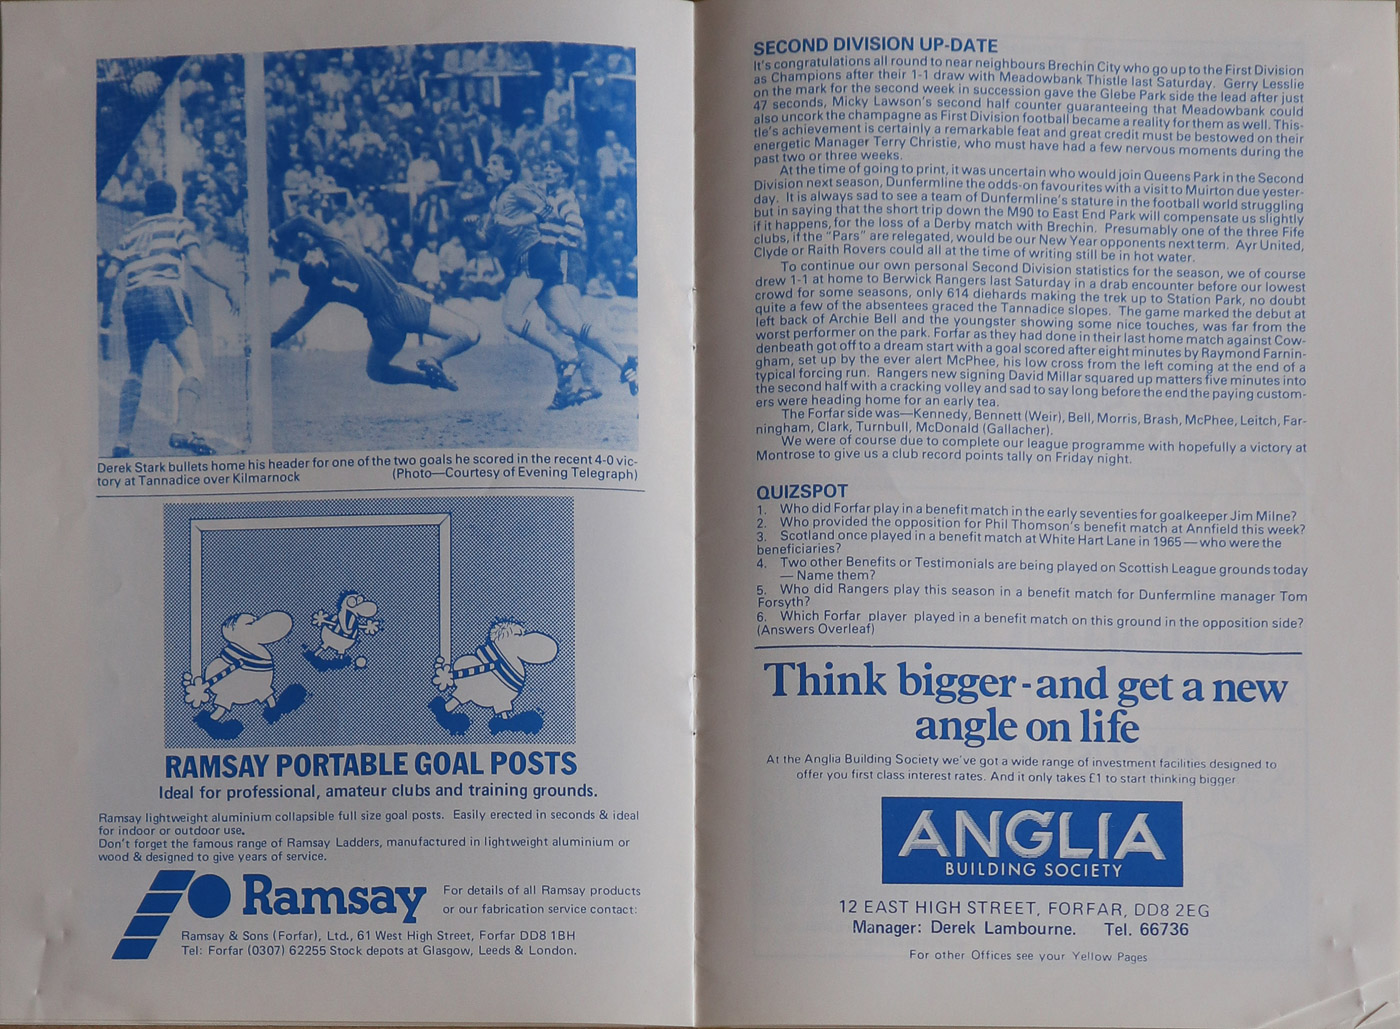 Derek Stark bullets home his header for one of the two goals he scored in the recent 4-0 vic-
tory at Tannadice over Kilmarnock (Photo—Courtesy of Evening Telegraph)
RAMSAY PORTABLE GOAL POSTS
Ideal for professional, amateur clubs and training grounds.
Ramsay lightweight aluminium collapsible full size goal posts. Easily erected in seconds & ideal
for indoor or outdoor use.
Don't forget the famous range of Ramsay Ladders, manufactured in lightweight aluminium or
wood & designed to give years of service.
Ramsay
For details of all Ramsay products
or our fabrication service contact:
Ramsay & Sons (Forfar), Ltd., 61 West High Street, Forfar DD8 1BH
Tel: Forfar (0307) 62255 Stock depots at Glasgow, Leeds & London.
SECOND DIVISION UP-DATE
It's congratulations all round to near neighbours Brechin City who go up to the First Division
as Champions after their 1-1 draw with Meadowbank Thistle last Saturday. Gerry Lesslie
on the mark for the second week in succession gave the Glebe Park side the lead after just
47 seconds, Micky Lawson's second half counter guaranteeing that Meadowbank could
also uncork the champagne as First Division football became a reality for them as well. This-
tle's achievement is certainly a remarkable feat and great credit must be bestowed on their
energetic Manager Terry Christie, who must have had a few nervous moments during the
past two or three weeks.
At the time of going to print, it was uncertain who would join Queens Park in the Second
Division next season, Dunfermline the odds-on favourites with a visit to Muirton due yester-
day. It is always sad to see a team of Dunfermline's stature in the football world struggling
but in saying that the short trip down the M90 to East End Park will compensate us slightly
if it happens, for the loss of a Derby match with Brechin. Presumably one of the three Fife
clubs, if the "Pars" are relegated, would be our New Year opponents next term. Ayr United,
Clyde or Raith Rovers could all at the time of writing still be in hot water.
To continue our own personal Second Division statistics for the season, we of course
drew 1-1 at home to Berwick Rangers last Saturday in a drab encounter before our lowest
crowd for some seasons, only 614 diehards making the trek up to Station Park, no doubt
quite a few of the absentees graced the Tannadice slopes. The game marked the debut at
left back of Archie Bell and the youngster showing some nice touches, was far from the
worst performer on the park. Forfar as they had done in their last home match against Cow-
denbeath got off to a dream start with a goal scored after eight minutes by Raymond Farnin-
gham, set up by the ever alert McPhee, his low cross from the left coming at the end of a
typical forcing run. Rangers new signing David Millar squared up matters five minutes into
the second half with a cracking volley and sad to say long before the end the paying custom-
ers were heading home for an early tea.
The Forfar side was—Kennedy, Bennett (Weir), Bell, Morris, Brash, McPhee, Leitch, Far-
ningham, Clark, Turnbull, McDonald (Gallacher).
We were of course due to complete our league programme with hopefully a victory at
Montrose to give us a club record points tally on Friday night.
QUIZSPOT
1. Who did Forfar play in a benefit match in the early seventies for goalkeeper Jim Milne?
2. Who provided the opposition for Phil Thomson's benefit match at Annfield this week?
3. Scotland once played in a benefit match at White Hart Lane in 1965 — who were the
beneficiaries?
4. Two other Benefits or Testimonials are being played on Scottish League grounds today
— Name them?
5. Who did Rangers play this season in a benefit match for Dunfermline manager Tom
Forsyth?
6. Which Forfar player played in a benefit match on this ground in the opposition side?
(Answers Overleaf)
Think bigger - and get a new
angle on life
At the Anglia Building Society we've got a wide range of investment facilities designed to
offer you first class interest rates. And it only takes £1 to start thinking bigger
ANGLIA
BUILDING SOCIETY
12 EAST HIGH STREET, FORFAR, DD8 2EG
Manager: Derek Lambourne. Tel. 66736
For other Offices see your Yellow Pages